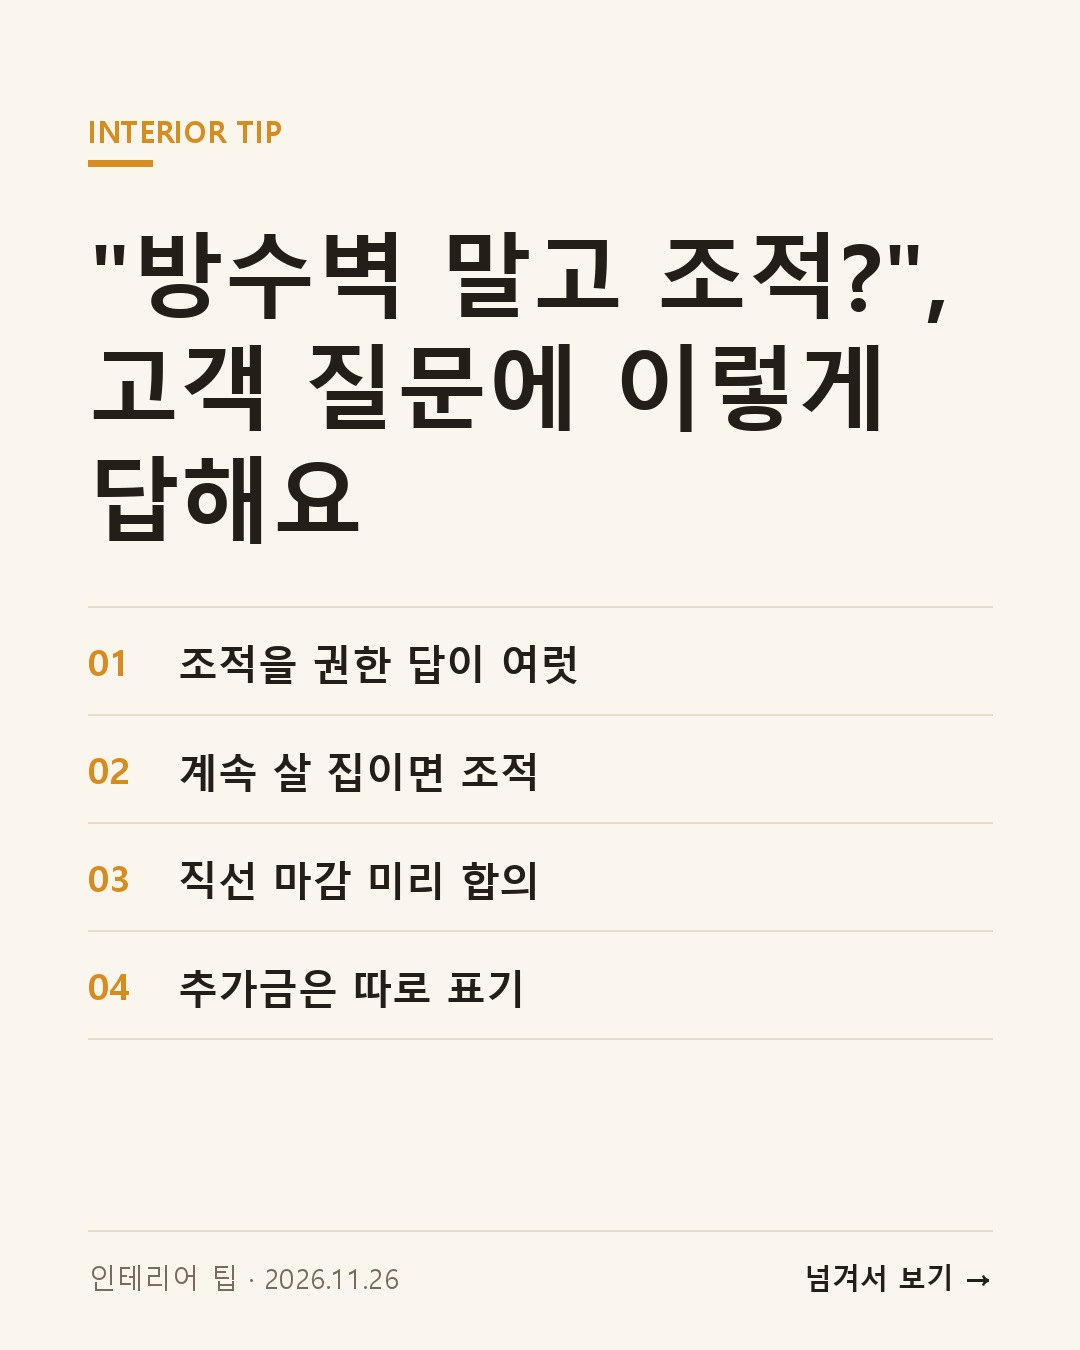 INTERIOR TIP
"방수벽 말고 조적?",
고객 질문에 이렇게
답해요
01 조적을 권한 답이 여럿
02 계속 살 집이면 조적
03 직선 마감 미리 합의
04 추가금은 따로 표기
인테리어 팁 · 2026.11.26
넘겨서 보기 →